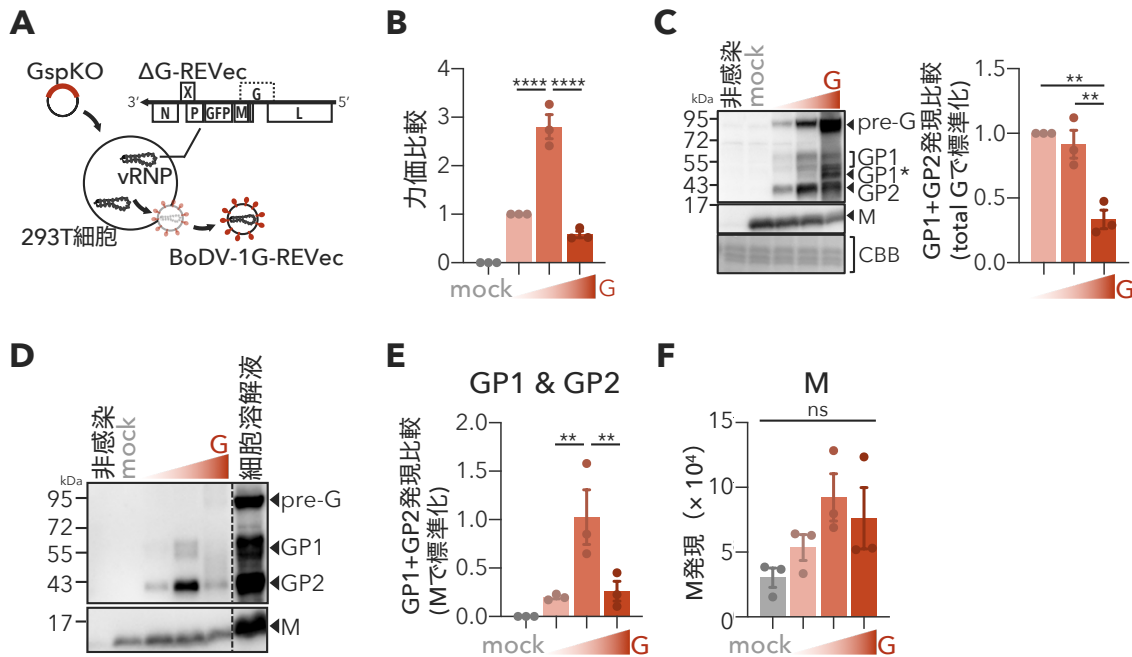 A
GspKO
ΔG-REVec
X
G
3′
5′
N
P
GFP
M
L
vRNP
293T細胞
BoDV-1G-REVec
B
力価比較
4
3
2
1
0
****
****
mock
G
C
非感染
mock
G
kDa
95
72
55
43
17
pre-G
GP1
GP1*
GP2
M
CBB
GP1+GP2発現比較
(total Gで標準化)
1.5
1.0
0.5
0.0
**
**
G
D
非感染
mock
G
細胞溶解液
kDa
95
72
55
43
17
pre-G
GP1
GP2
M
E
GP1 & GP2
GP1+GP2発現比較
(Mで標準化)
2.0
1.5
1.0
0.5
0.0
**
**
mock
G
F
M
M発現（× 10⁴）
15
10
5
0
ns
mock
G